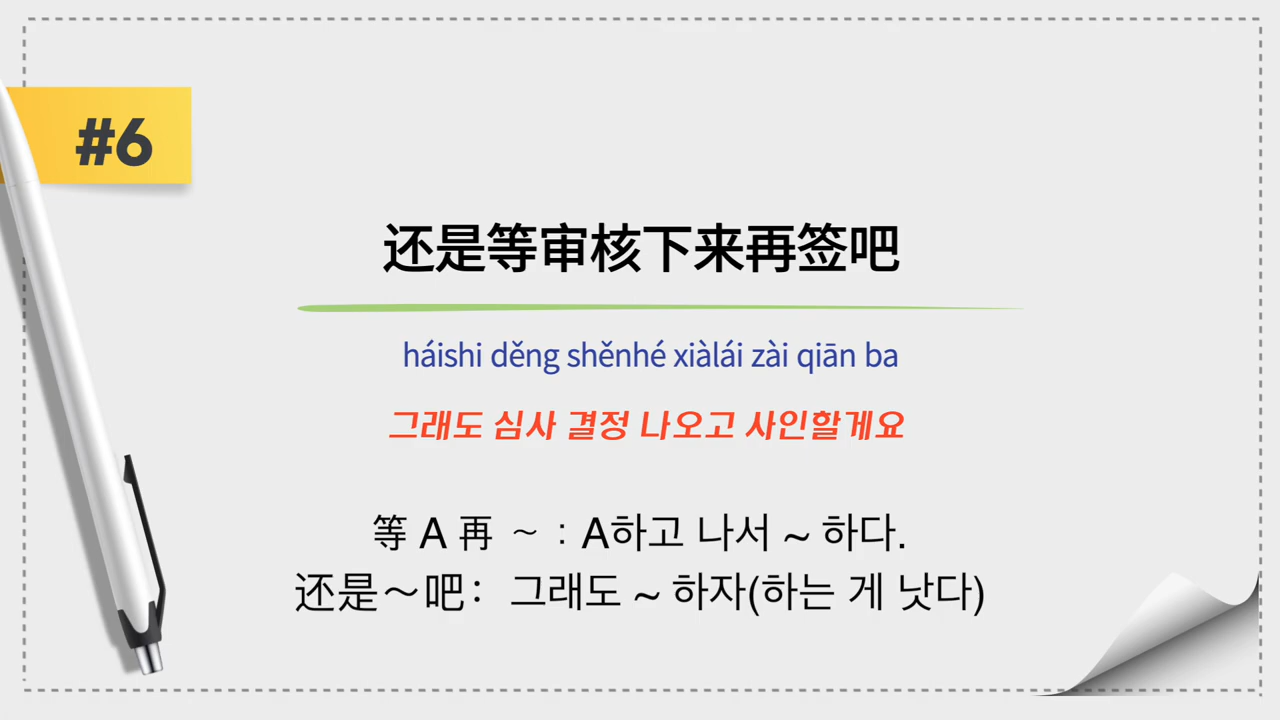 #6
还是等审核下来再签吧
háishi děng shěnhé xiàlái zài qiān ba
그래도 심사 결정 나오고 사인할게요
等 A 再 ～ : A하고 나서 ~ 하다.
还是～吧： 그래도 ~ 하자(하는 게 낫다)